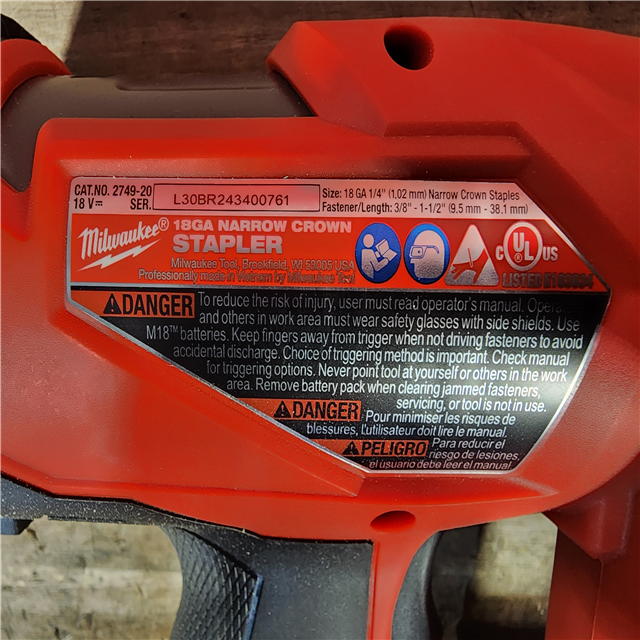 CAT.NO. 2749-20
18 V⎓ SER. L30BR243400761
Size: 18 GA 1/4" (1.02 mm) Narrow Crown Staples
Fastener/Length: 3/8" - 1-1/2" (9.5 mm - 38.1 mm)
Milwaukee®
18GA NARROW CROWN
STAPLER
Milwaukee Tool, Brookfield, WI 53005 USA
Professionally made in Vietnam by Milwaukee Tool
C UL US
LISTED
DANGER To reduce the risk of injury, user must read operator's manual.
and others in work area must wear safety glasses with side shields. Use
M18™ batteries. Keep fingers away from trigger when not driving fasteners to avoid
accidental discharge. Choice of triggering method is important. Check manual
for triggering options. Never point tool at yourself or others in the work
area. Remove battery pack when clearing jammed fasteners,
servicing, or tool is not in use.
DANGER Pour minimiser les risques de
blessures, l'utilisateur doit lire le manual.
PELIGRO Para reducir el
riesgo de lesiones,
el usuario debe leer el manual